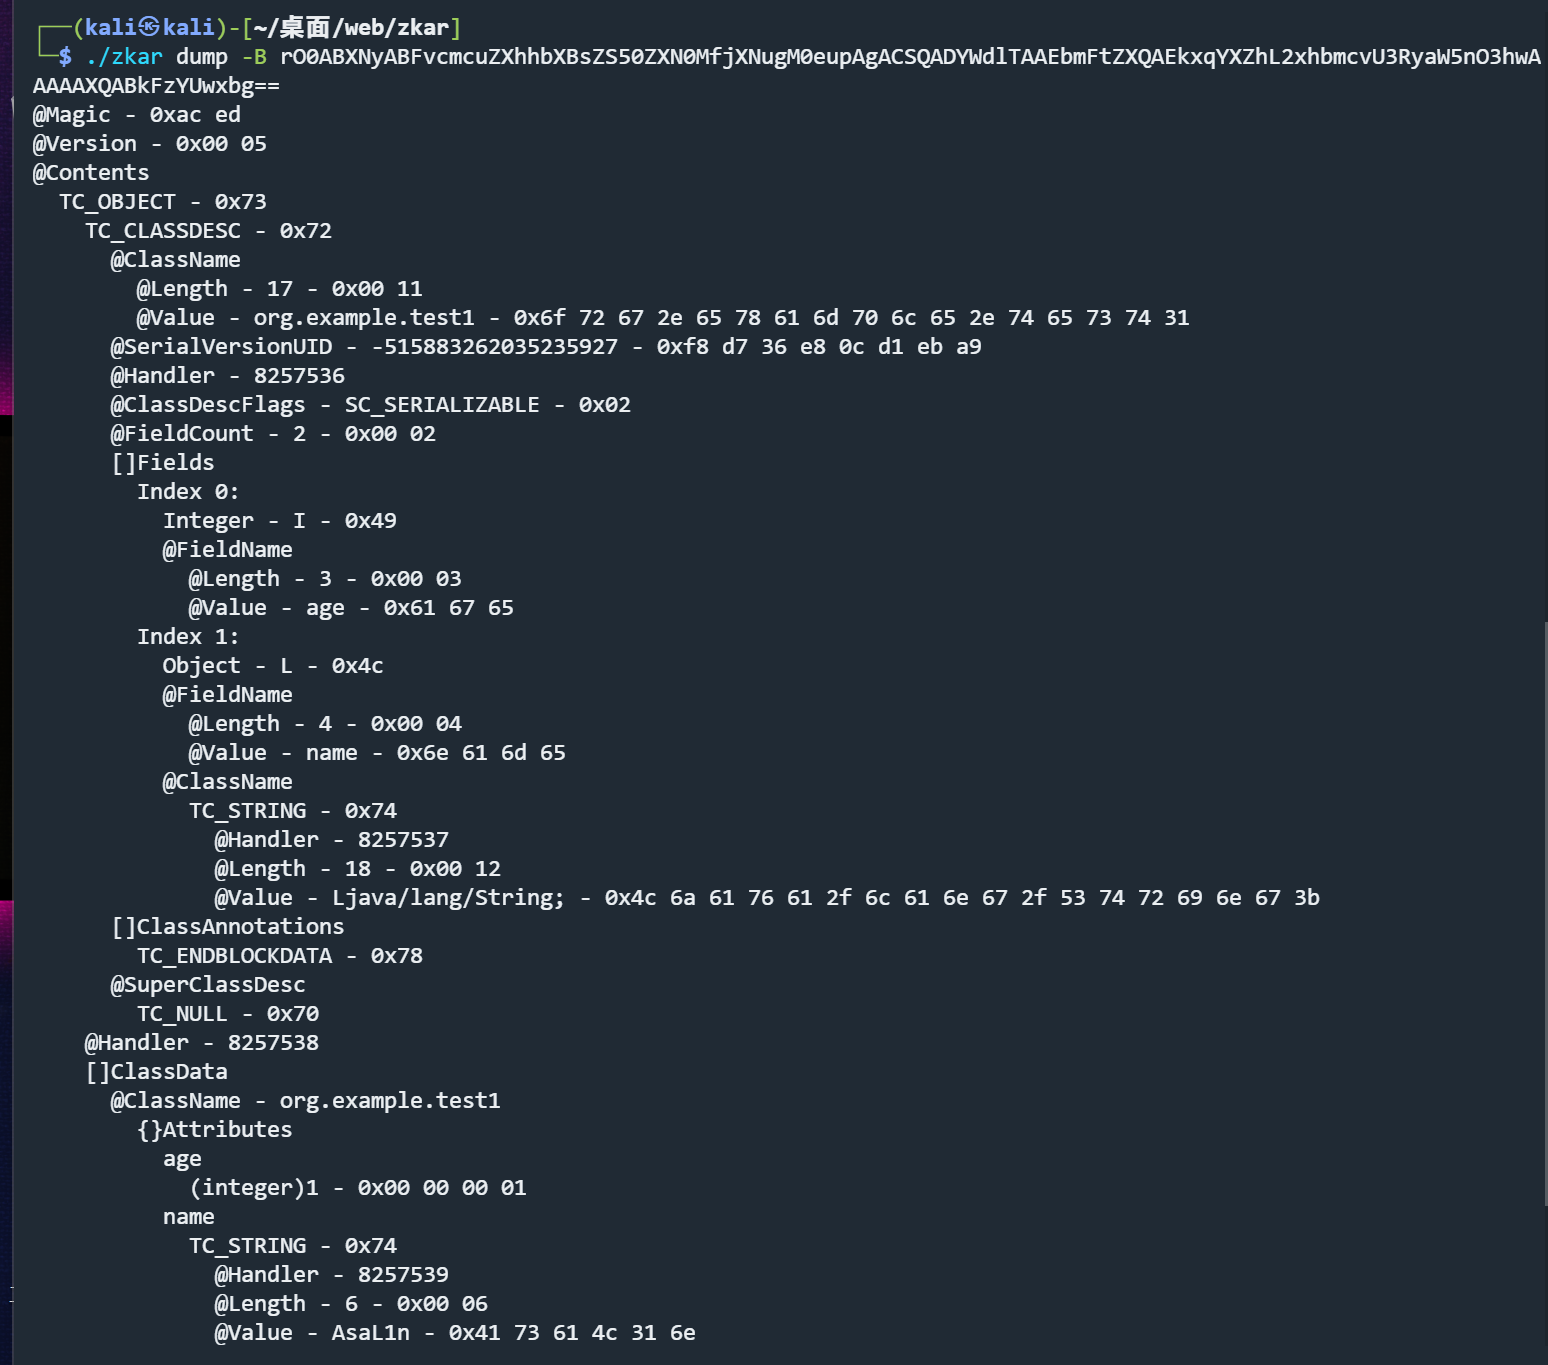 ┌──(kali㉿kali)-[~/桌面/web/zkar]
└─$ ./zkar dump -B rO0ABXNyABFvcmcuZXhhbXBsZS50ZXN0MfjXNugM0eupAgACSQADYWdlTAAEbmFtZXQAEkxqYXZhL2xhbmcvU3RyaW5nO3hwA
AAAAXQABkFzYUwxbg==
@Magic - 0xac ed
@Version - 0x00 05
@Contents
  TC_OBJECT - 0x73
    TC_CLASSDESC - 0x72
      @ClassName
        @Length - 17 - 0x00 11
        @Value - org.example.test1 - 0x6f 72 67 2e 65 78 61 6d 70 6c 65 2e 74 65 73 74 31
      @SerialVersionUID - -515883262035235927 - 0xf8 d7 36 e8 0c d1 eb a9
      @Handler - 8257536
      @ClassDescFlags - SC_SERIALIZABLE - 0x02
      @FieldCount - 2 - 0x00 02
      []Fields
        Index 0:
          Integer - I - 0x49
          @FieldName
            @Length - 3 - 0x00 03
            @Value - age - 0x61 67 65
        Index 1:
          Object - L - 0x4c
          @FieldName
            @Length - 4 - 0x00 04
            @Value - name - 0x6e 61 6d 65
          @ClassName
            TC_STRING - 0x74
              @Handler - 8257537
              @Length - 18 - 0x00 12
              @Value - Ljava/lang/String; - 0x4c 6a 61 76 61 2f 6c 61 6e 67 2f 53 74 72 69 6e 67 3b
      []ClassAnnotations
        TC_ENDBLOCKDATA - 0x78
      @SuperClassDesc
        TC_NULL - 0x70
    @Handler - 8257538
    []ClassData
      @ClassName - org.example.test1
        {}Attributes
          age
            (integer)1 - 0x00 00 00 01
          name
            TC_STRING - 0x74
              @Handler - 8257539
              @Length - 6 - 0x00 06
              @Value - AsaL1n - 0x41 73 61 4c 31 6e